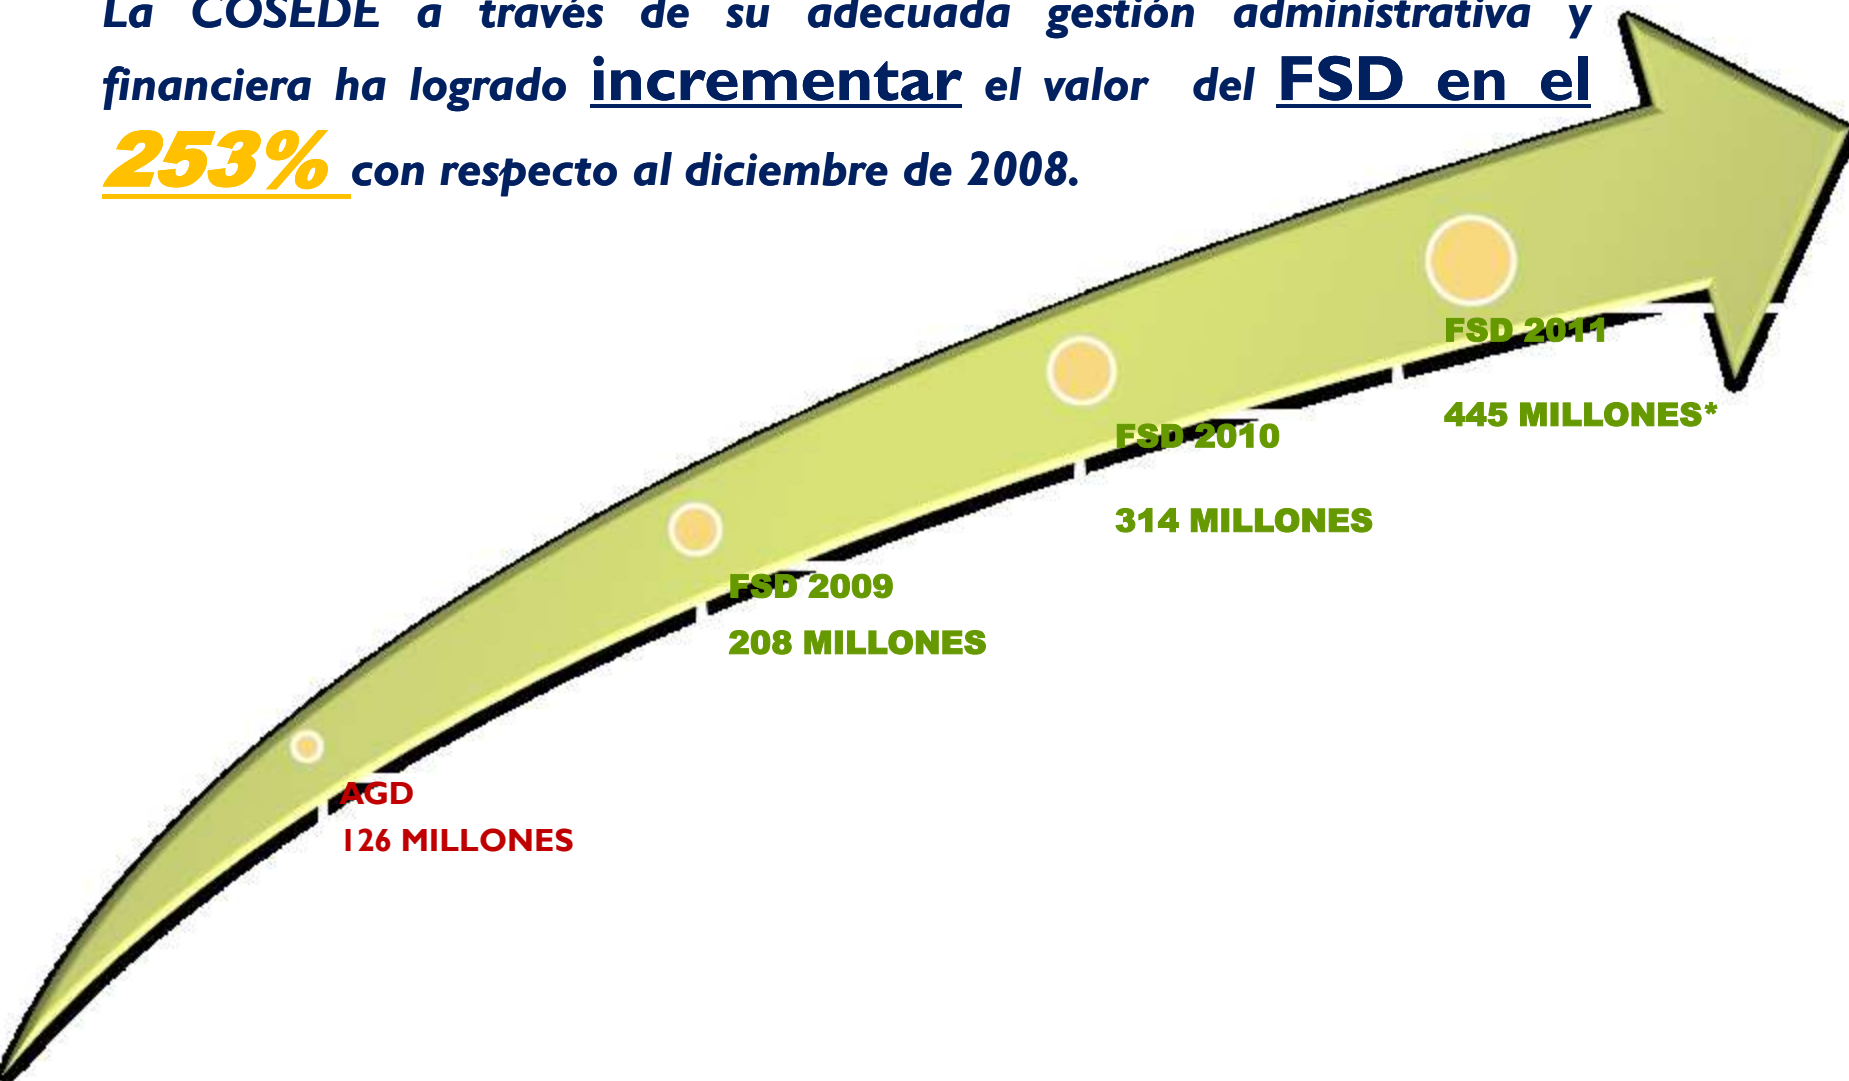 La COSEDE a través de su adecuada gestión administrativa y
financiera ha logrado incrementar el valor del FSD en el
253% con respecto al diciembre de 2008.
FSD 2011
445 MILLONES*
FSD 2010
314 MILLONES
FSD 2009
208 MILLONES
AGD
126 MILLONES